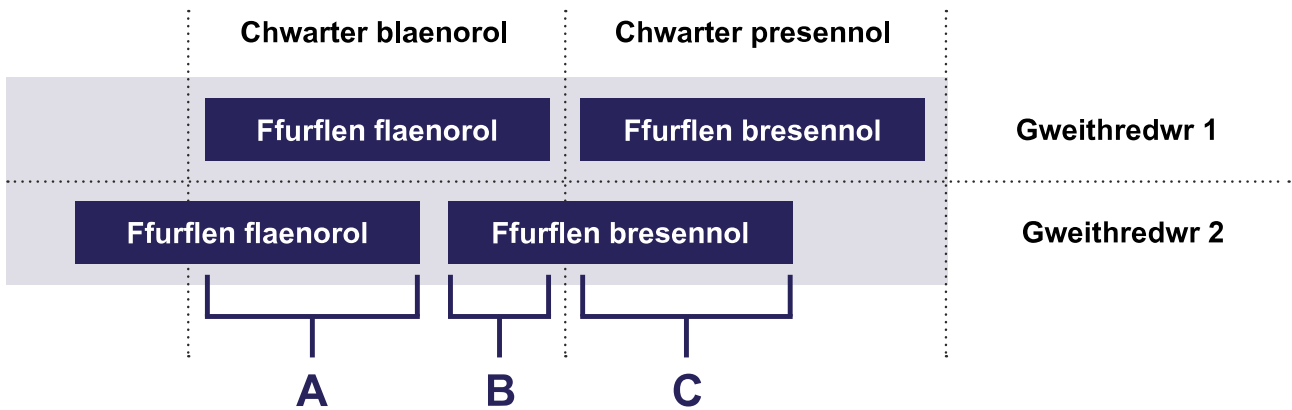 Chwarter blaenorol
Chwarter presennol
Ffurflen flaenorol
Ffurflen bresennol
Gweithredwr 1
Ffurflen flaenorol
Ffurflen bresennol
Gweithredwr 2
A
B
C